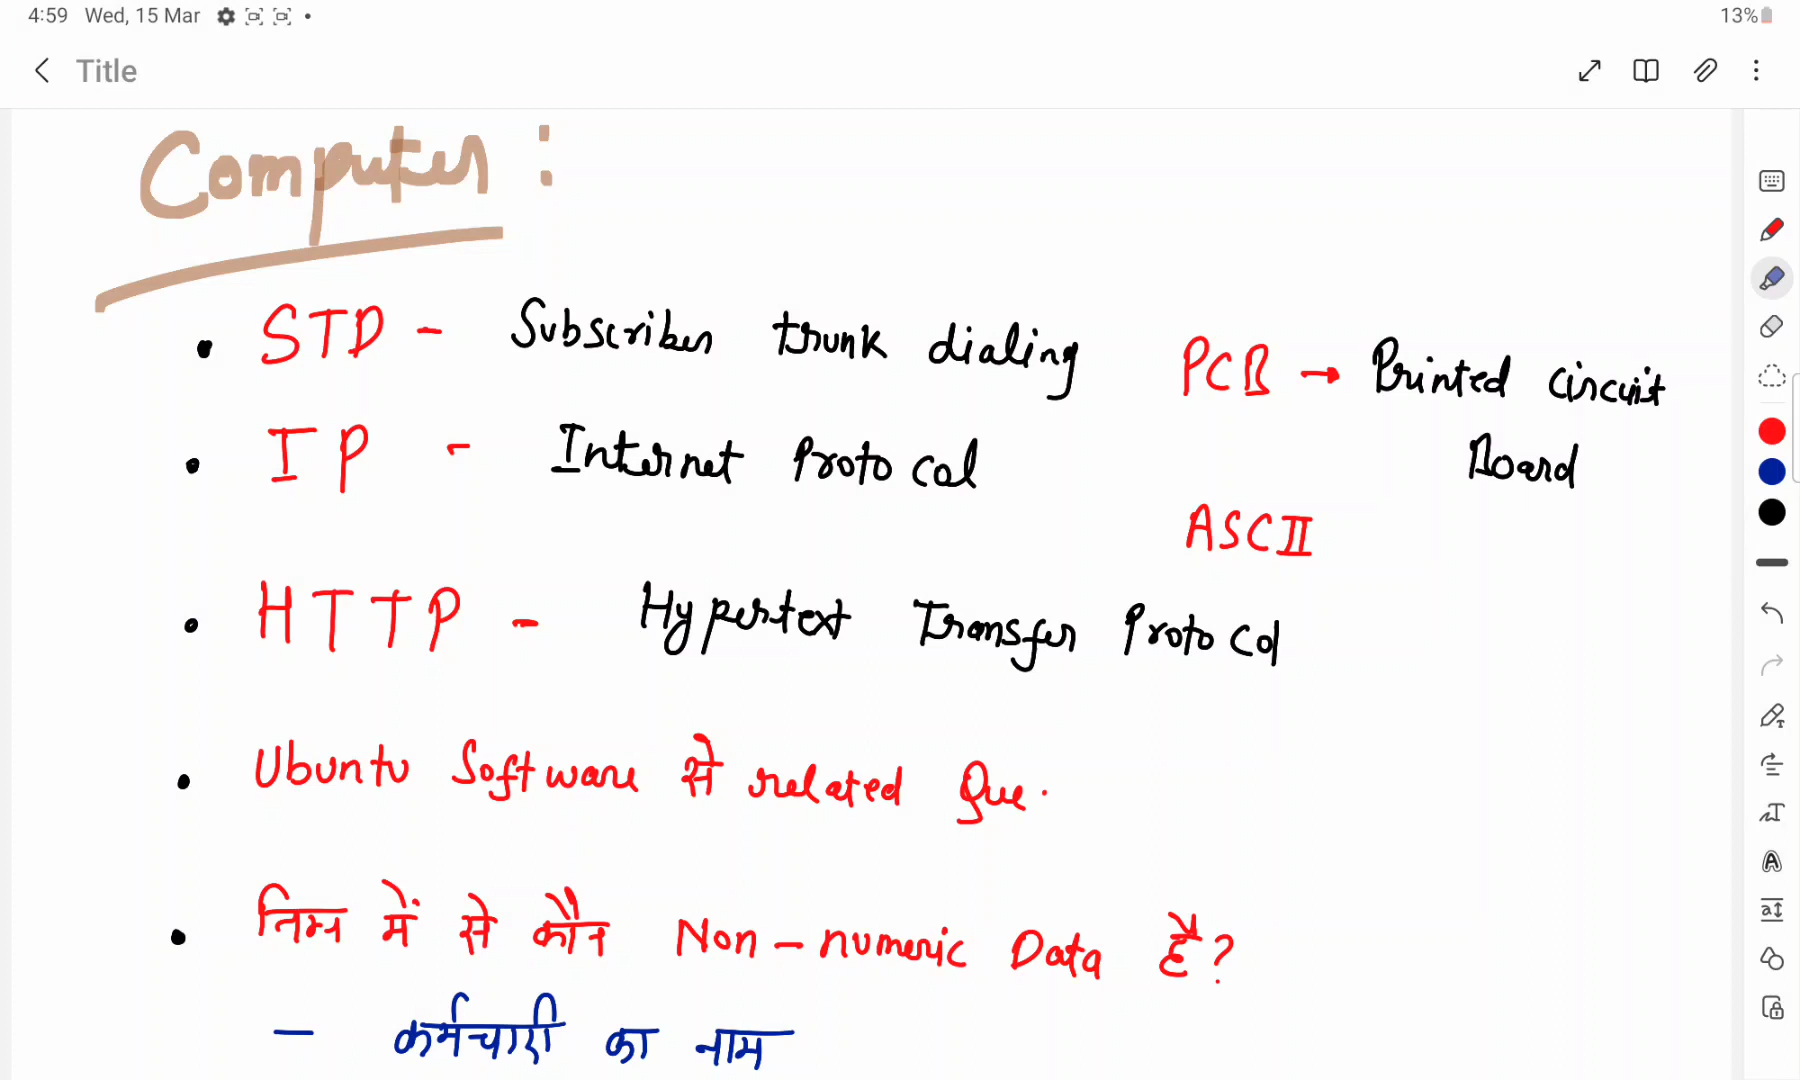 4:59 Wed, 15 Mar 13%
Title
Computer :
• STD - Subscriber trunk dialing
PCB → Printed circuit
Board
• IP - Internet Protocol
ASCII
• HTTP - Hypertext Transfer Protocol
• Ubuntu Software से related Que.
• निम्न में से कौन Non-numeric Data है?
- कर्मचारी का नाम